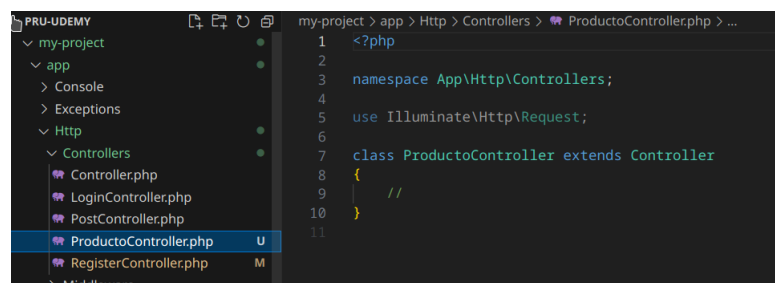 PRU-UDEMY
my-project
app
Console
Exceptions
Http
Controllers
Controller.php
LoginController.php
PostController.php
ProductoController.php U
RegisterController.php M
my-project > app > Http > Controllers > ProductoController.php > ...
1 <?php
2
3 namespace App\Http\Controllers;
4
5 use Illuminate\Http\Request;
6
7 class ProductoController extends Controller
8 {
9 //
10 }
11